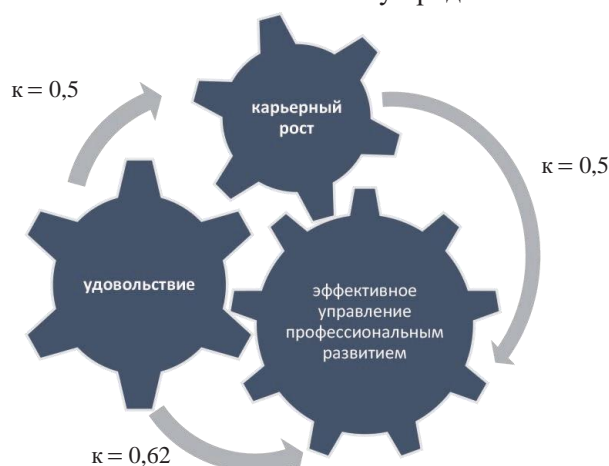 к = 0,5
карьерный
рост
к = 0,5
удовольствие
эффективное
управление
профессиональным
развитием
к = 0,62